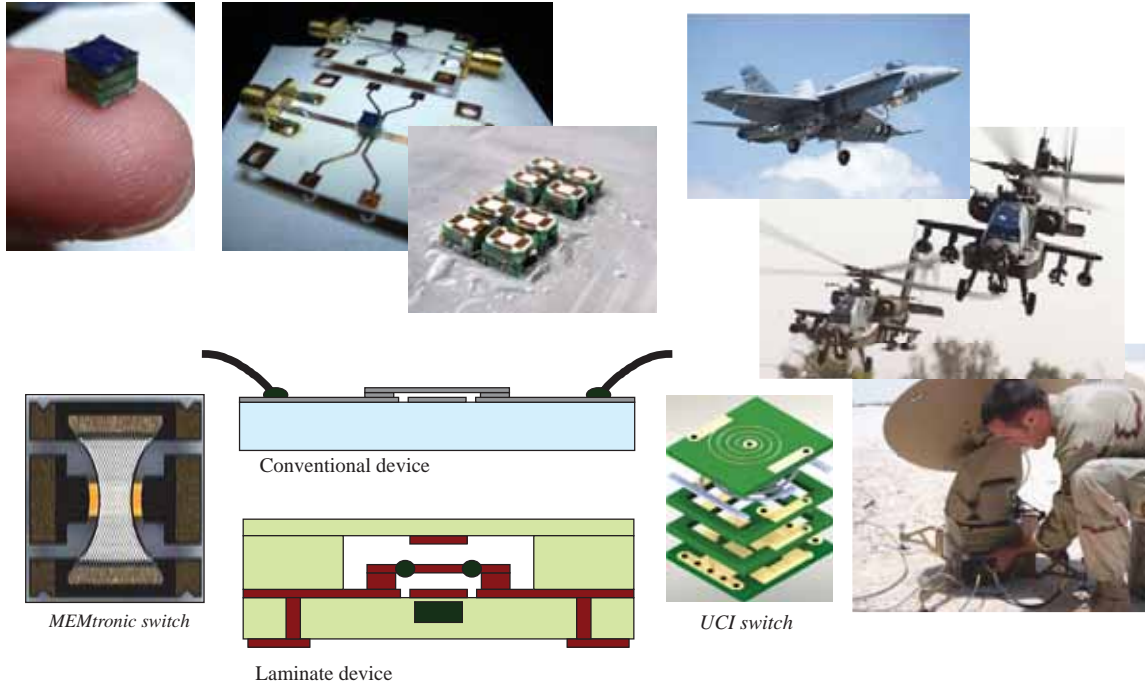 Conventional device
MEMtronic switch
UCI switch
Laminate device